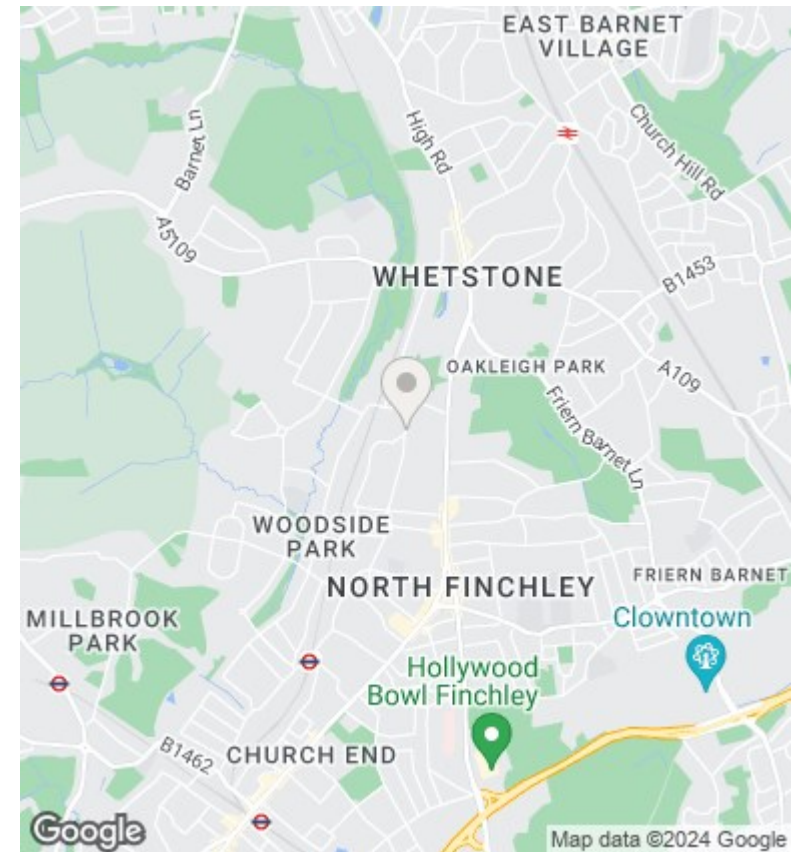 EAST BARNET
VILLAGE
High Rd
Church Hill Rd
Barnet Ln
A5109
B1453
WHETSTONE
OAKLEIGH PARK
A109
Friern Barnet Ln
WOODSIDE
PARK
NORTH FINCHLEY
FRIERN BARNET
MILLBROOK
PARK
Clowntown
Hollywood
Bowl Finchley
B1462
CHURCH END
Google
Map data ©2024 Google